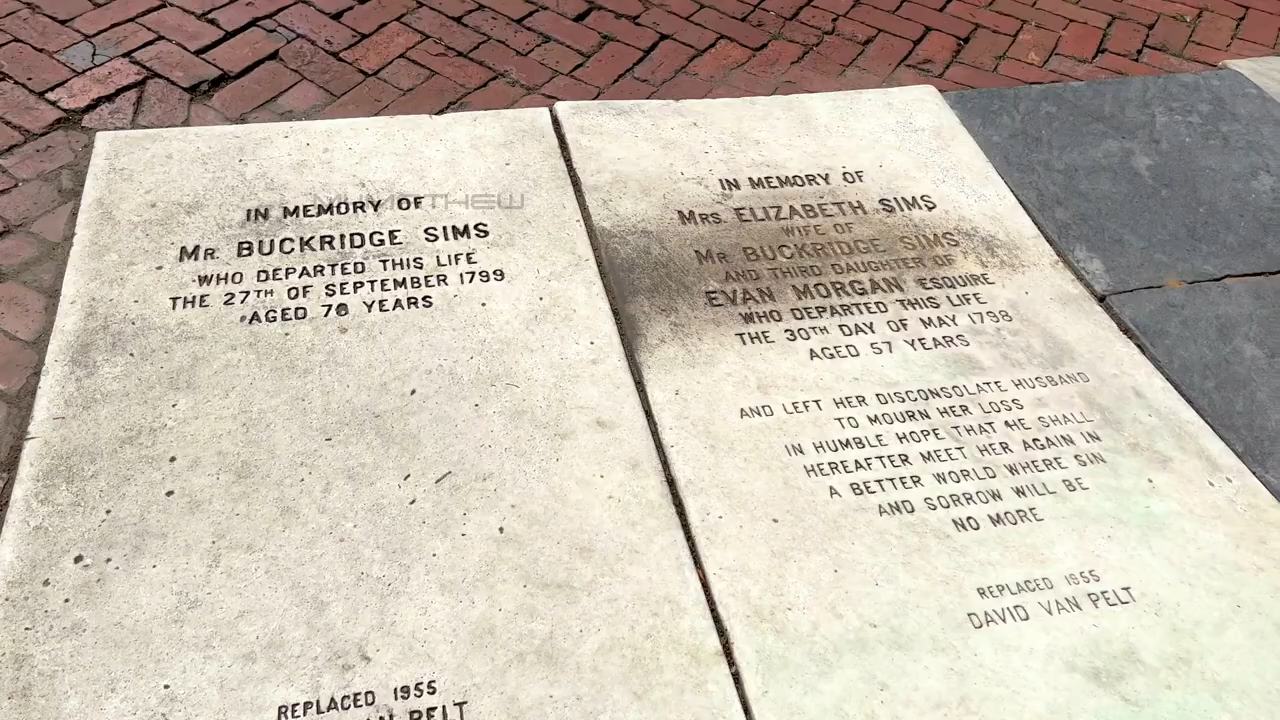 IN MEMORY OF
MR. BUCKRIDGE SIMS
WHO DEPARTED THIS LIFE
THE 27TH OF SEPTEMBER 1799
AGED 76 YEARS
REPLACED 1955
PELT
IN MEMORY OF
MRS. ELIZABETH SIMS
WIFE OF
MR BUCKRIDGE SIMS
AND THIRD DAUGHTER OF
EVAN MORGAN ESQUIRE
WHO DEPARTED THIS LIFE
THE 30TH DAY OF MAY 1798
AGED 57 YEARS
AND LEFT HER DISCONSOLATE HUSBAND
TO MOURN HER LOSS
IN HUMBLE HOPE THAT HE SHALL
HEREAFTER MEET HER AGAIN IN
A BETTER WORLD WHERE SIN
AND SORROW WILL BE
NO MORE
REPLACED 1955
DAVID VAN PELT